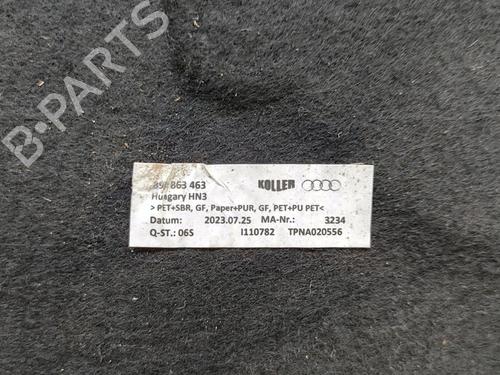 B-PARTS
863 463 KOLLER
Hungary HN3
> PET+SBR, GF, Paper+PUR, GF, PET+PU PET<
Datum: 2023.07.25 MA-Nr.: 3234
Q-ST.: 06S I110782 TPNA020556